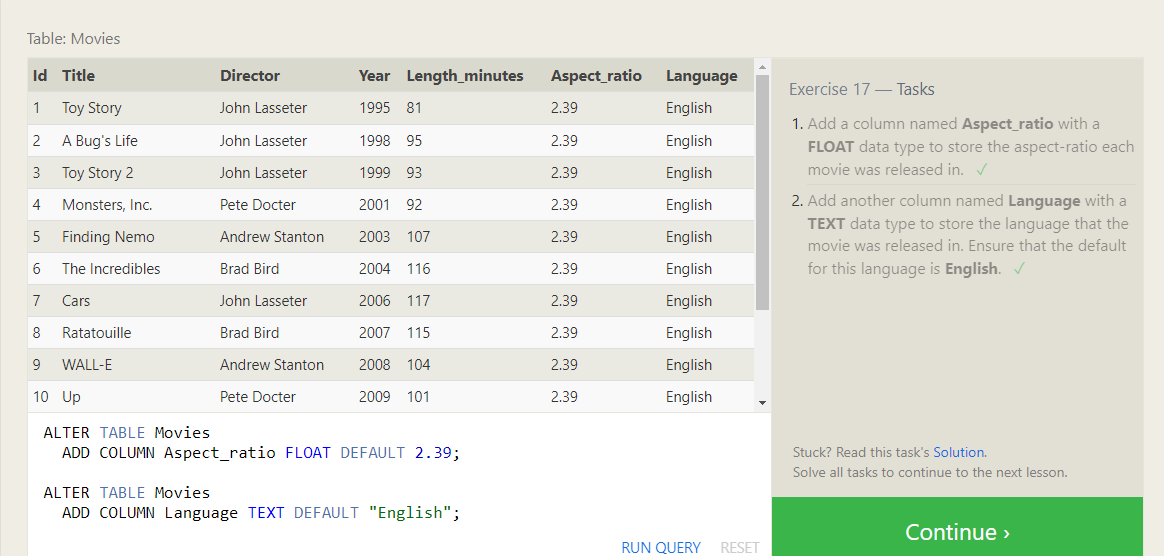 Table: Movies
Id Title Director Year Length_minutes Aspect_ratio Language
1 Toy Story John Lasseter 1995 81 2.39 English
2 A Bug's Life John Lasseter 1998 95 2.39 English
3 Toy Story 2 John Lasseter 1999 93 2.39 English
4 Monsters, Inc. Pete Docter 2001 92 2.39 English
5 Finding Nemo Andrew Stanton 2003 107 2.39 English
6 The Incredibles Brad Bird 2004 116 2.39 English
7 Cars John Lasseter 2006 117 2.39 English
8 Ratatouille Brad Bird 2007 115 2.39 English
9 WALL-E Andrew Stanton 2008 104 2.39 English
10 Up Pete Docter 2009 101 2.39 English
ALTER TABLE Movies
ADD COLUMN Aspect_ratio FLOAT DEFAULT 2.39;
ALTER TABLE Movies
ADD COLUMN Language TEXT DEFAULT "English";
RUN QUERY RESET
Exercise 17 — Tasks
1. Add a column named Aspect_ratio with a
FLOAT data type to store the aspect-ratio each
movie was released in. ✓
2. Add another column named Language with a
TEXT data type to store the language that the
movie was released in. Ensure that the default
for this language is English. ✓
Stuck? Read this task's Solution.
Solve all tasks to continue to the next lesson.
Continue ›